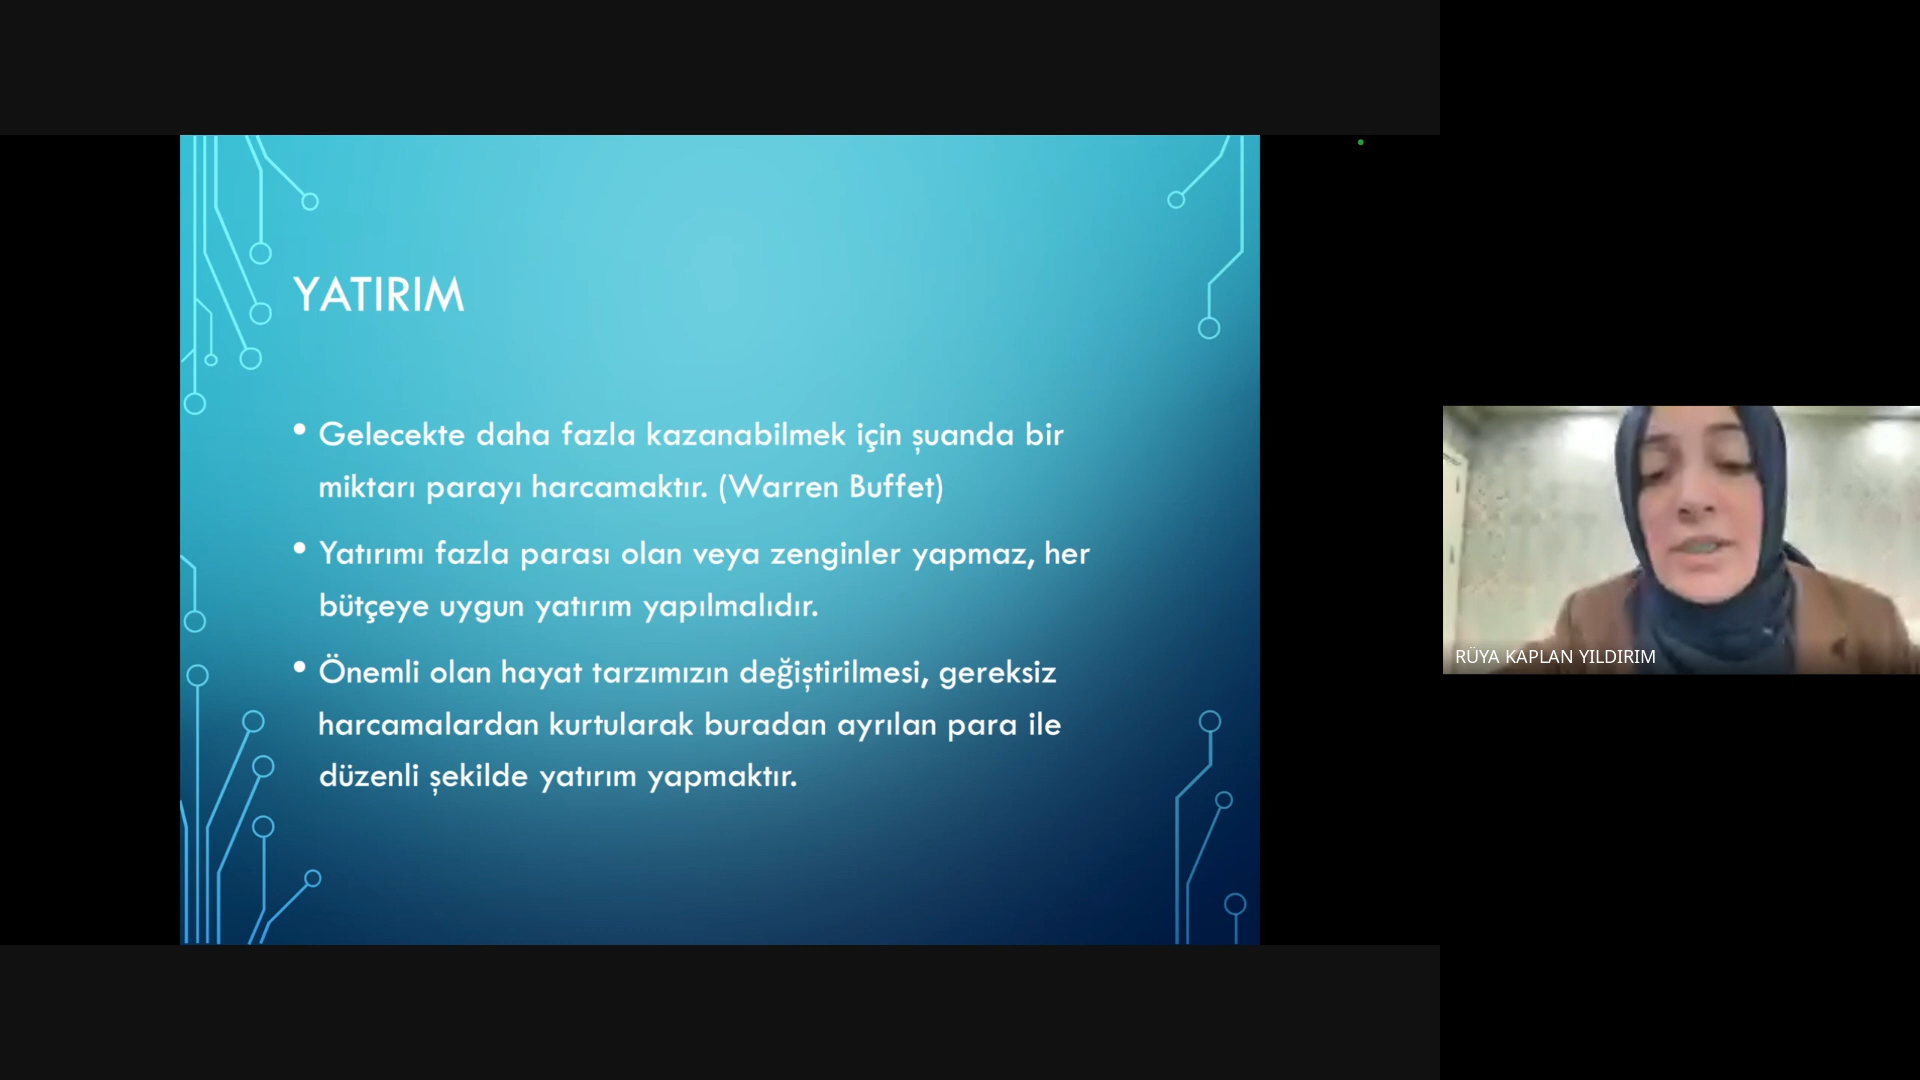 YATIRIM
• Gelecekte daha fazla kazanabilmek için şuanda bir
miktarı parayı harcamaktır. (Warren Buffet)
• Yatırımı fazla parası olan veya zenginler yapmaz, her
bütçeye uygun yatırım yapılmalıdır.
• Önemli olan hayat tarzımızın değiştirilmesi, gereksiz
harcamalardan kurtularak buradan ayrılan para ile
düzenli şekilde yatırım yapmaktır.
RÜYA KAPLAN YILDIRIM